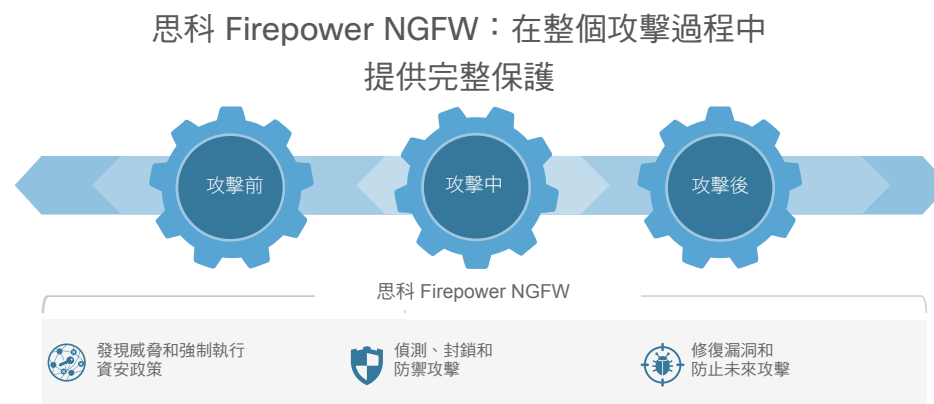 思科 Firepower NGFW：在整個攻擊過程中
提供完整保護
攻擊前
攻擊中
攻擊後
思科 Firepower NGFW
發現威脅和強制執行
資安政策
偵測、封鎖和
防禦攻擊
修復漏洞和
防止未來攻擊